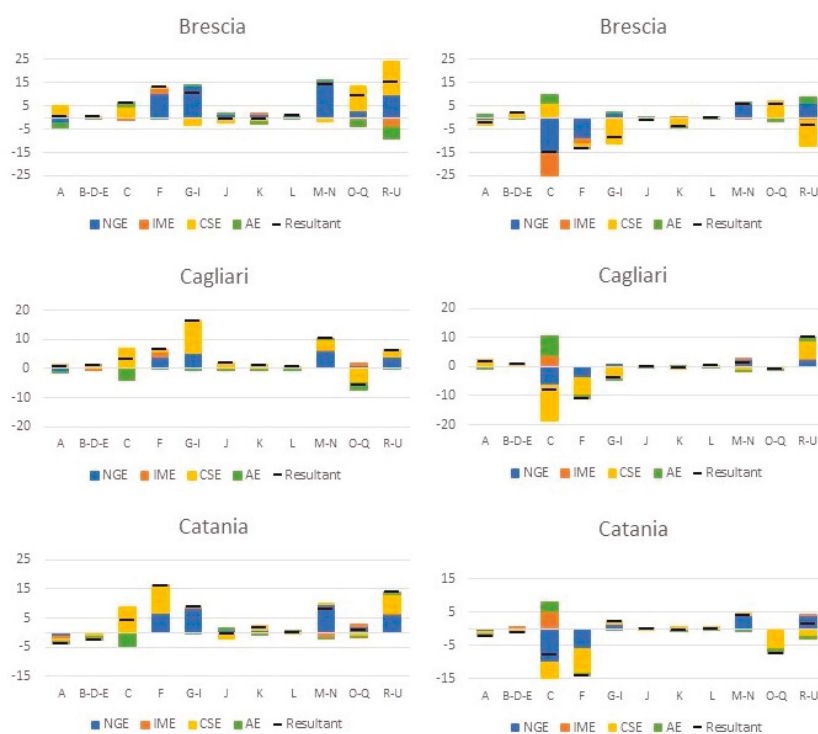 Brescia
25
15
5
-5
-15
-25
A B-D-E C F G-I J K L M-N O-Q R-U
NGE IME CSE AE Resultant
Brescia
25
15
5
-5
-15
-25
A B-D-E C F G-I J K L M-N O-Q R-U
NGE IME CSE AE Resultant
Cagliari
20
10
0
-10
-20
A B-D-E C F G-I J K L M-N O-Q R-U
NGE IME CSE AE Resultant
Cagliari
20
10
0
-10
-20
A B-D-E C F G-I J K L M-N O-Q R-U
NGE IME CSE AE Resultant
Catania
25
15
5
-5
-15
A B-D-E C F G-I J K L M-N O-Q R-U
NGE IME CSE AE Resultant
Catania
15
5
-5
-15
A B-D-E C F G-I J K L M-N O-Q R-U
NGE IME CSE AE Resultant